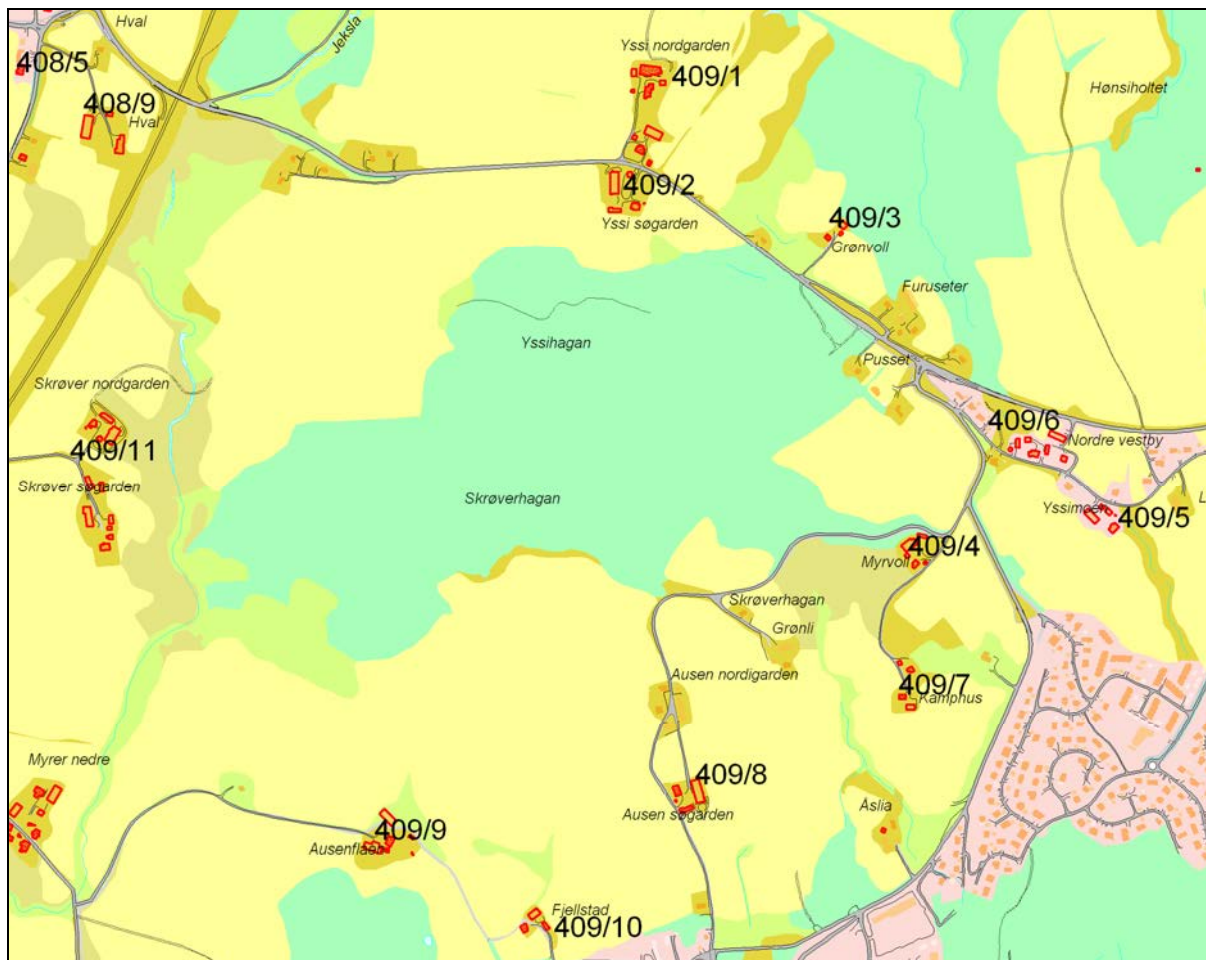 Hval
Jeksla
Yssi nordgarden
408/5
409/1
Hønsiholtet
408/9
Hval
409/2
409/3
Yssi søgarden
Grønvoll
Furuseter
Yssihagan
Pusset
Skrøver nordgarden
409/6
Nordre vestby
409/11
Skrøver søgarden
Skrøverhagan
Yssimoen
409/5
L
409/4
Myrvoll
Skrøverhagan
Grønli
Ausen nordigarden
409/7
Kamphus
Myrer nedre
409/8
Ausen søgarden
Åslia
409/9
Ausenflaen
Fjellstad
409/10